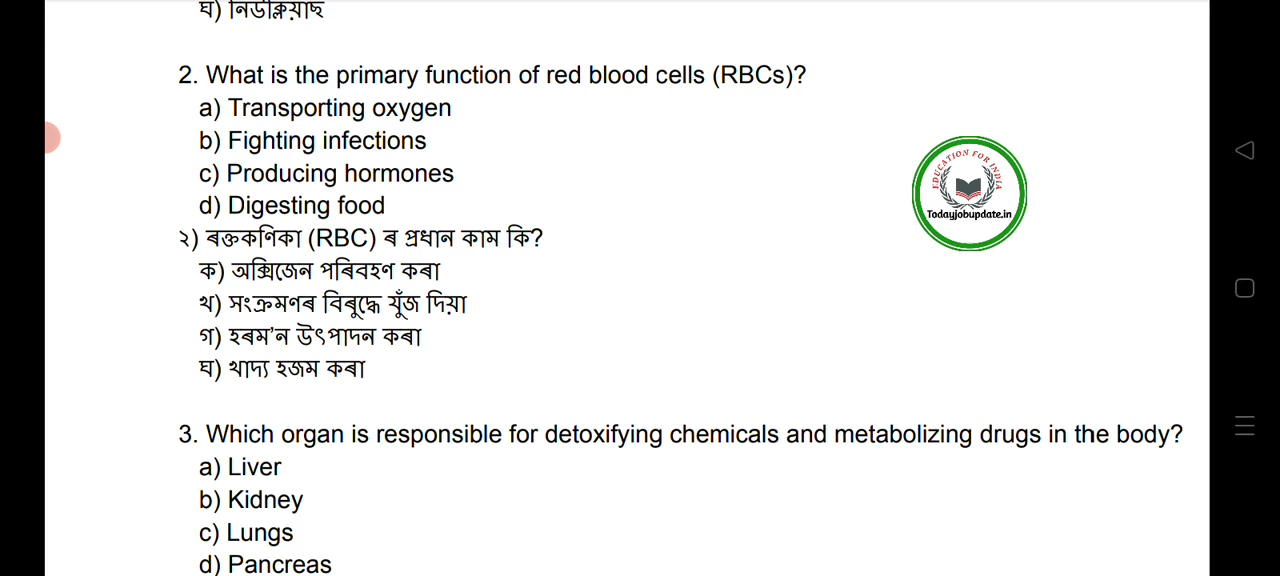 ঘ) নিউক্লিয়াছ
2. What is the primary function of red blood cells (RBCs)?
a) Transporting oxygen
b) Fighting infections
c) Producing hormones
d) Digesting food
২) ৰক্তকণিকা (RBC) ৰ প্ৰধান কাম কি?
ক) অক্সিজেন পৰিবহণ কৰা
খ) সংক্ৰমণৰ বিৰুদ্ধে যুঁজ দিয়া
গ) হৰম'ন উৎপাদন কৰা
ঘ) খাদ্য হজম কৰা
EDUCATION FOR INDIA
Todayjobupdate.in
3. Which organ is responsible for detoxifying chemicals and metabolizing drugs in the body?
a) Liver
b) Kidney
c) Lungs
d) Pancreas